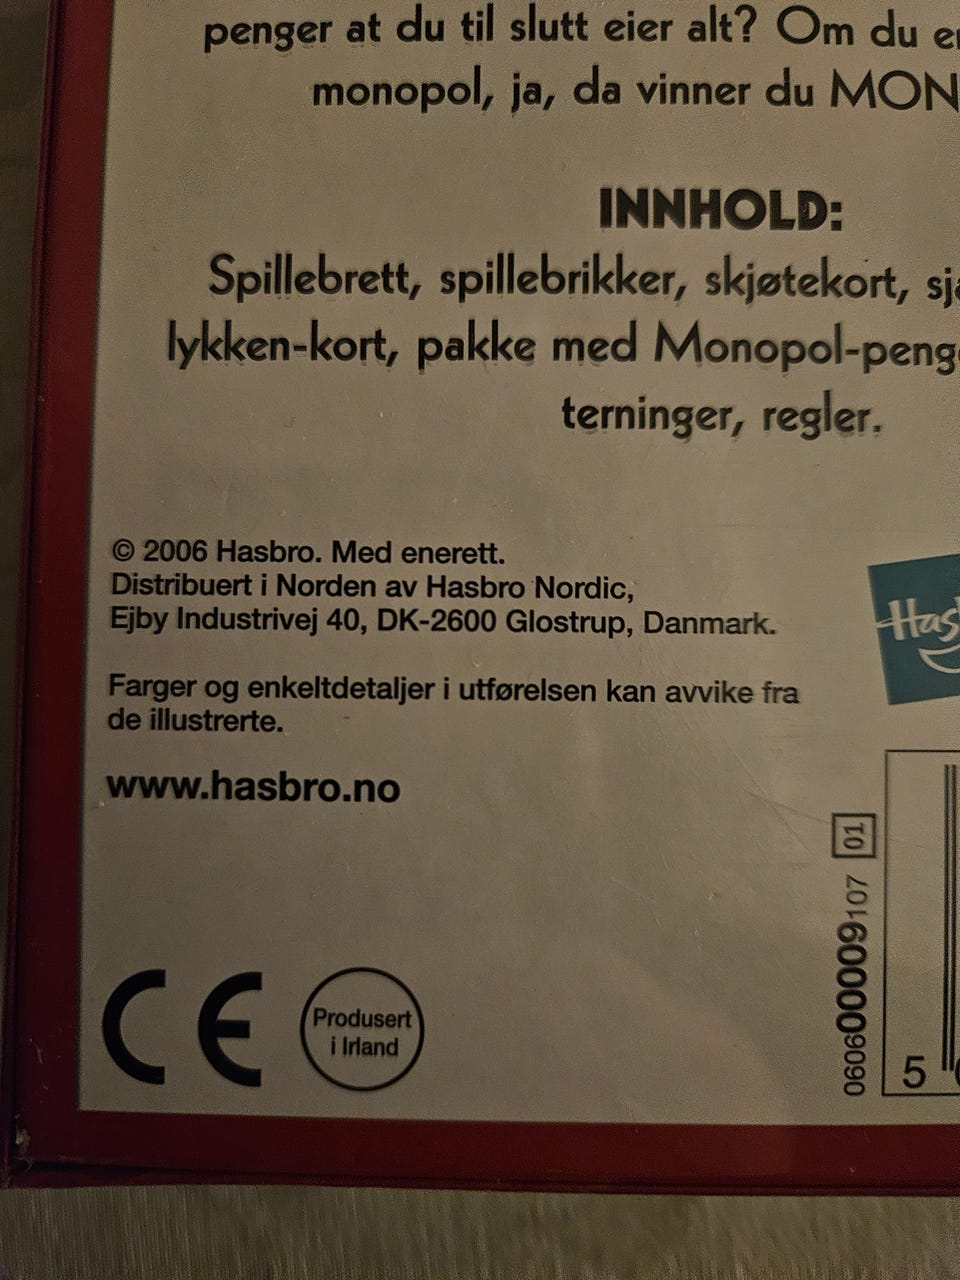 penger at du til slutt eier alt? Om du
monopol, ja, da vinner du
INNHOLD:
Spillebrett, spillebrikker, skjøtekort,
lykken-kort, pakke med
terninger, regler.
© 2006 Hasbro. Med enerett.
Distribuert i Norden av Hasbro Nordic,
Ejby Industrivej 40, DK-2600 Glostrup, Danmark.
Farger og enkeltdetaljer i utførelsen kan avvike fra
de illustrerte.
www.hasbro.no
060600009107 01
5
CE
Produsert
i Irland